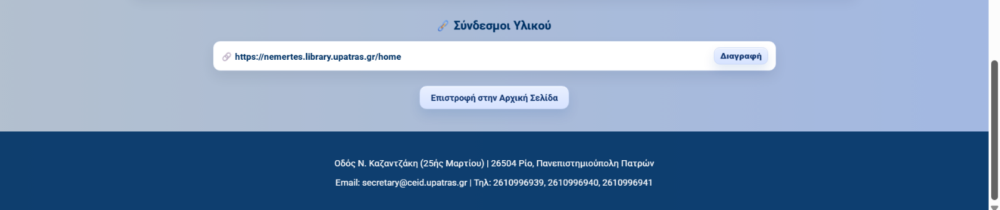 Σύνδεσμοι Υλικού
https://nemertes.library.upatras.gr/home
Διαγραφή
Επιστροφή στην Αρχική Σελίδα
Οδός Ν. Καζαντζάκη (25ής Μαρτίου) | 26504 Ρίο, Πανεπιστημιούπολη Πατρών
Email: secretary@ceid.upatras.gr | Τηλ: 2610996939, 2610996940, 2610996941